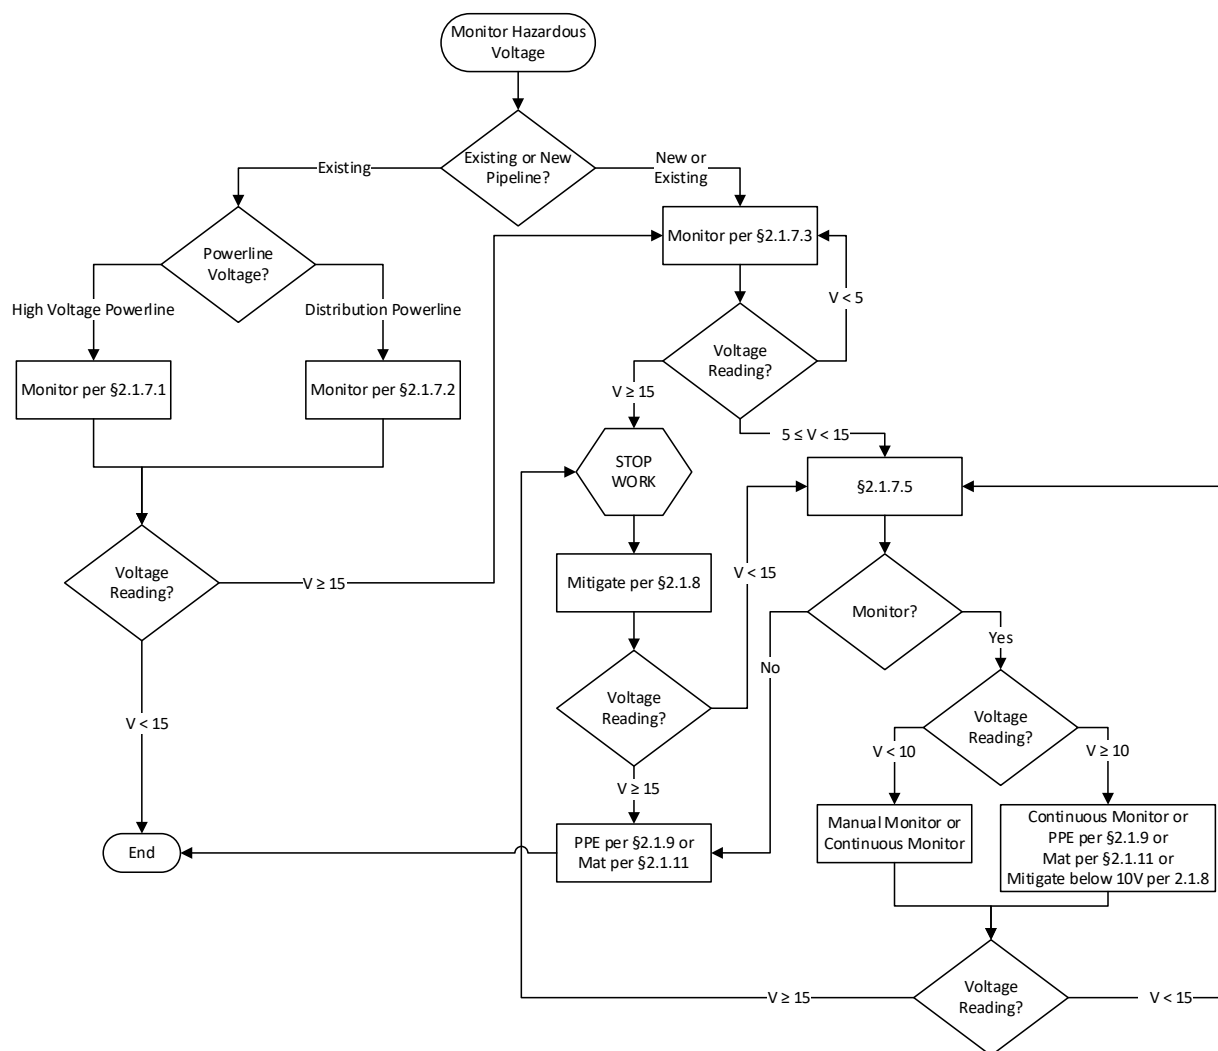 Monitor Hazardous
Voltage
Existing or New
Pipeline?
Existing
New or
Existing
Monitor per §2.1.7.3
Powerline
Voltage?
High Voltage Powerline
Distribution Powerline
V < 5
Voltage
Reading?
Monitor per §2.1.7.1
Monitor per §2.1.7.2
V ≥ 15
5 ≤ V < 15
STOP
WORK
§2.1.7.5
Voltage
Reading?
V ≥ 15
Mitigate per §2.1.8
V < 15
Monitor?
Yes
No
Voltage
Reading?
Voltage
Reading?
V < 15
V < 10
V ≥ 10
V ≥ 15
Manual Monitor or
Continuous Monitor
Continuous Monitor or
PPE per §2.1.9 or
Mat per §2.1.11 or
Mitigate below 10V per 2.1.8
End
PPE per §2.1.9 or
Mat per §2.1.11
V ≥ 15
Voltage
Reading?
V < 15